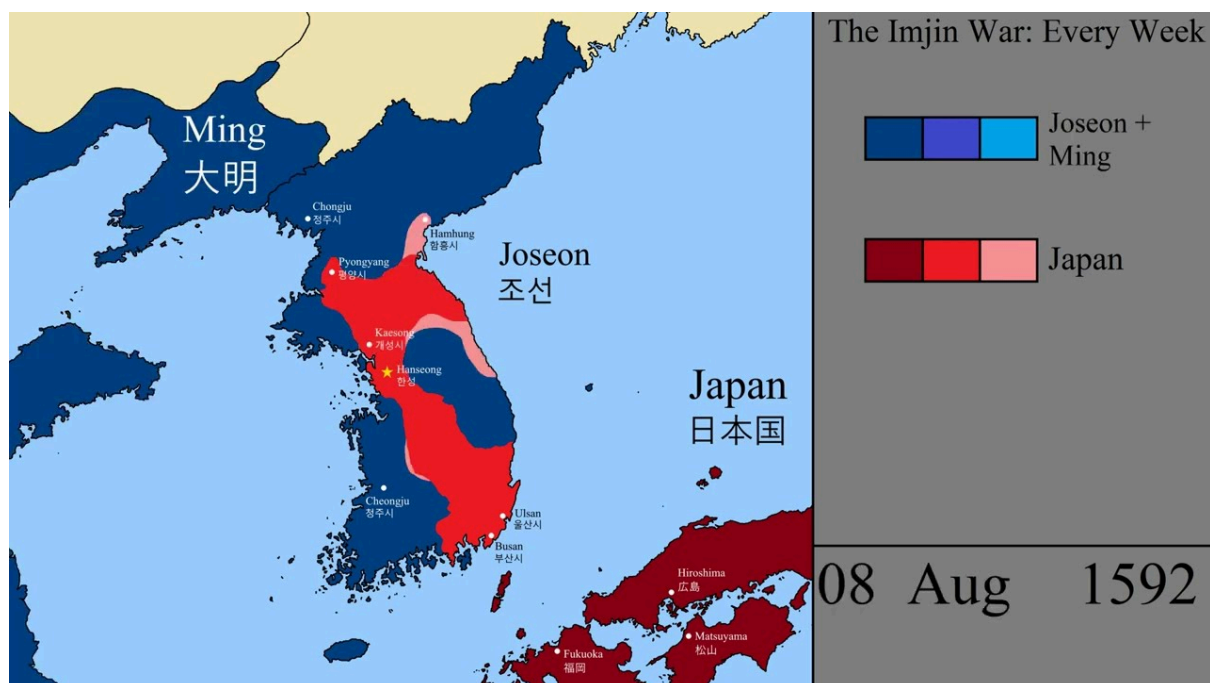 The Imjin War: Every Week
Joseon +
Ming
Japan
08 Aug 1592
Ming
大明
Chongju
정주시
Hamhung
함흥시
Pyongyang
평양시
Joseon
조선
Kaesong
개성시
Hanseong
한성
Japan
日本国
Cheongju
청주시
Ulsan
울산시
Busan
부산시
Hiroshima
広島
Matsuyama
松山
Fukuoka
福岡